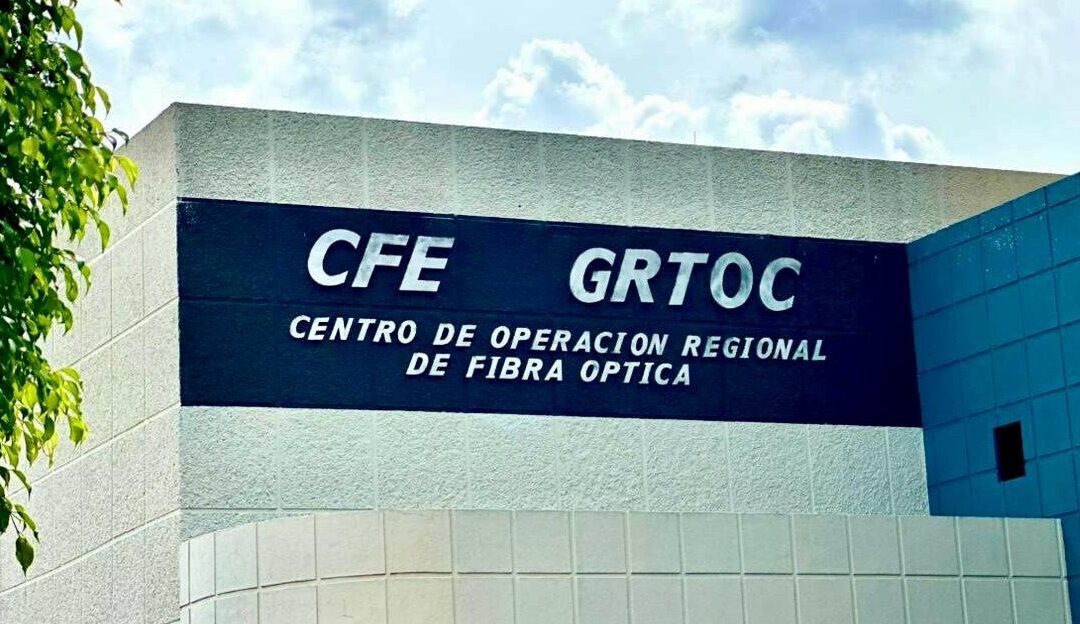 CFE GRTOC
CENTRO DE OPERACION REGIONAL
DE FIBRA OPTICA